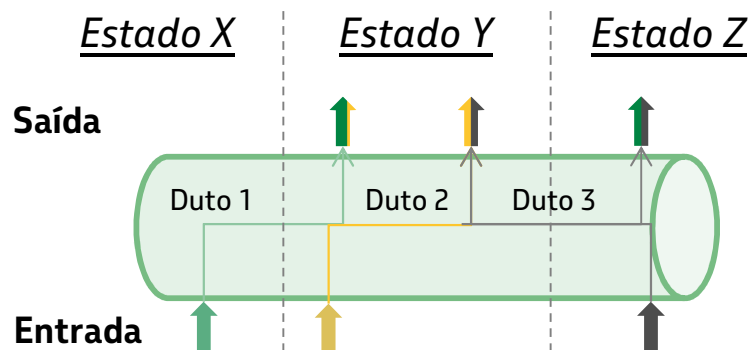 Estado X
Estado Y
Estado Z
Saída
Duto 1
Duto 2
Duto 3
Entrada